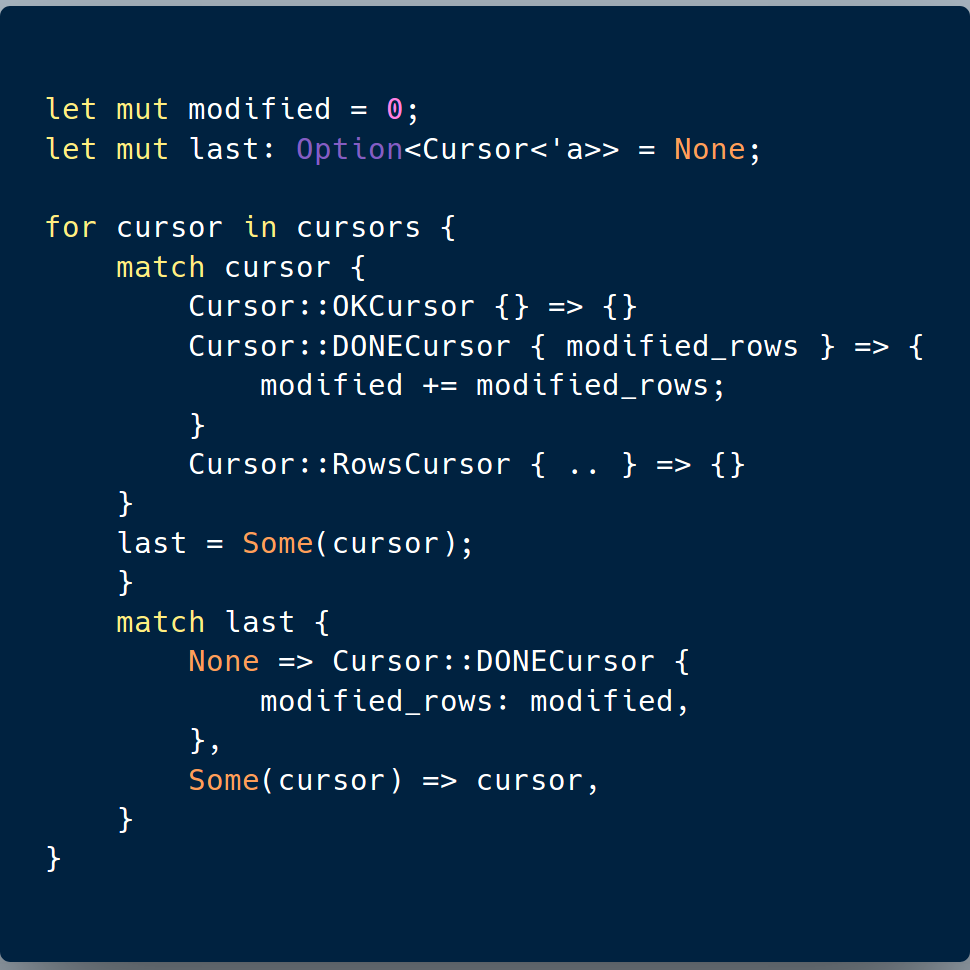 let mut modified = 0;
let mut last: Option<Cursor<'a>> = None;

for cursor in cursors {
    match cursor {
        Cursor::OKCursor {} => {}
        Cursor::DONECursor { modified_rows } => {
            modified += modified_rows;
        }
        Cursor::RowsCursor { .. } => {}
    }
    last = Some(cursor);
    }
    match last {
        None => Cursor::DONECursor {
            modified_rows: modified,
        },
        Some(cursor) => cursor,
    }
}